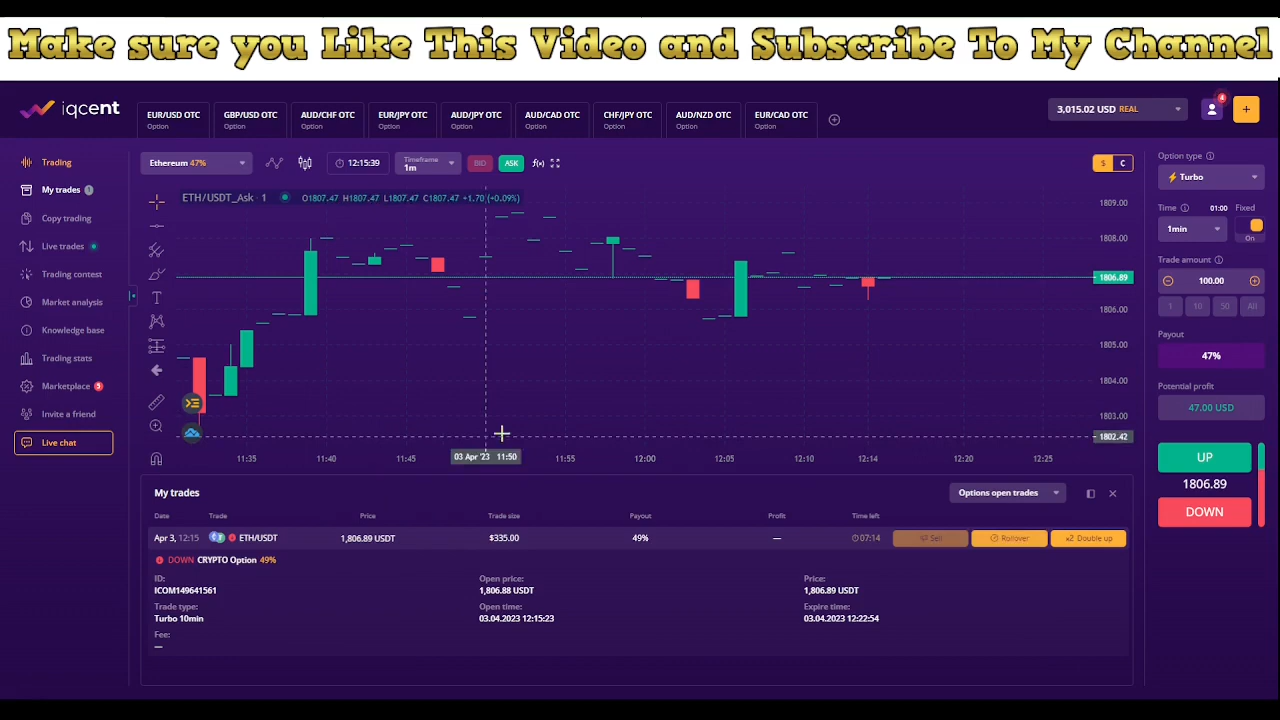 Make sure you Like This Video and Subscribe To My Channel
iqcent
EUR/USD OTC GBP/USD OTC AUD/CHF OTC EUR/JPY OTC AUD/JPY OTC AUD/CAD OTC CHF/JPY OTC AUD/NZD OTC EUR/CAD OTC
Option Option Option Option Option Option Option Option Option
3,015.02 USD REAL
4
+
Trading
My trades 1
Copy trading
Live trades
Trading contest
Market analysis
Knowledge base
Trading stats
Marketplace 5
Invite a friend
Live chat
Ethereum 47%
12:15:39
Timeframe
1m
BID ASK f(x)
$ C
ETH/USDT_Ask 1 O1807.47 H1807.47 L1807.47 C1807.47 +1.70 (+0.09%)
T
1809.00
1808.00
1806.89
1806.00
1805.00
1804.00
1803.00
1802.42
11:35 11:40 11:45 03 Apr '23 11:50 11:55 12:00 12:05 12:10 12:14 12:20 12:25
My trades
Options open trades
Date Trade Price Trade size Payout Profit Time left
Apr 3, 12:15 ETH/USDT 1,806.89 USDT $335.00 49% — 07:14 Sell Rollover x2 Double up
DOWN CRYPTO Option 49%
ID: Open price: Price:
ICOM149641561 1,806.88 USDT 1,806.89 USDT
Trade type: Open time: Expire time:
Turbo 10min 03.04.2023 12:15:23 03.04.2023 12:22:54
Fee:
—
Option type
Turbo
Time 01:00 Fixed
1min
On
Trade amount
100.00
1 10 50 All
Payout
47%
Potential profit
47.00 USD
UP
1806.89
DOWN